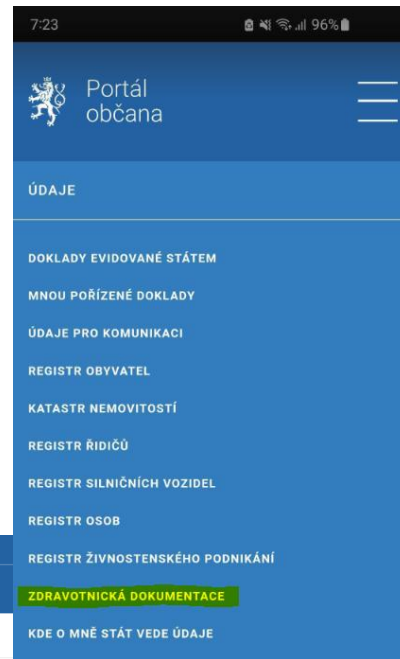 7:23
96%
Portál
občana
ÚDAJE
DOKLADY EVIDOVANÉ STÁTEM
MNOU POŘÍZENÉ DOKLADY
ÚDAJE PRO KOMUNIKACI
REGISTR OBYVATEL
KATASTR NEMOVITOSTÍ
REGISTR ŘIDIČŮ
REGISTR SILNIČNÍCH VOZIDEL
REGISTR OSOB
REGISTR ŽIVNOSTENSKÉHO PODNIKÁNÍ
ZDRAVOTNICKÁ DOKUMENTACE
KDE O MNĚ STÁT VEDE ÚDAJE